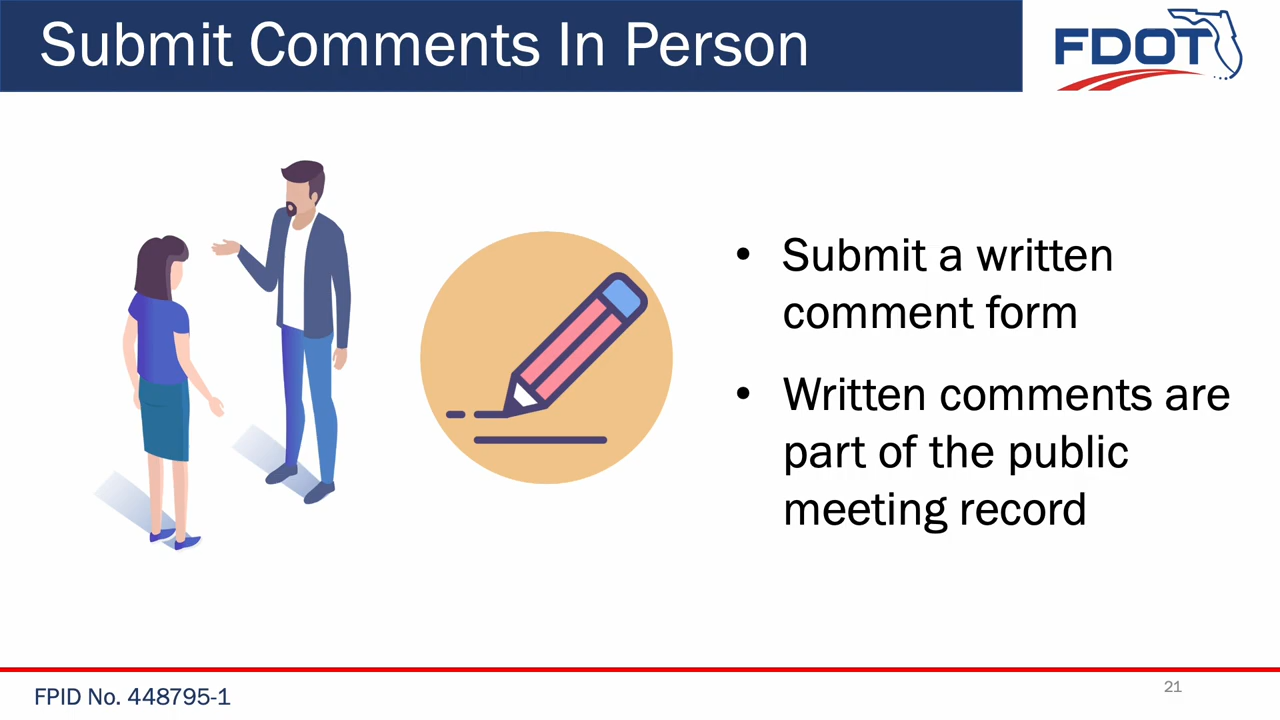 Submit Comments In Person
FDOT
• Submit a written
comment form
• Written comments are
part of the public
meeting record
FPID No. 448795-1
21